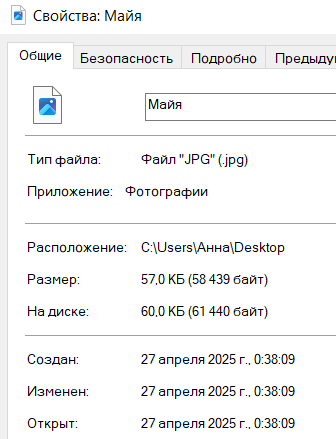 Свойства: Майя
Общие Безопасность Подробно Предыду
Майя
Тип файла: Файл "JPG" (.jpg)
Приложение: Фотографии
Расположение: C:\Users\Анна\Desktop
Размер: 57,0 КБ (58 439 байт)
На диске: 60,0 КБ (61 440 байт)
Создан: 27 апреля 2025 г., 0:38:09
Изменен: 27 апреля 2025 г., 0:38:09
Открыт: 27 апреля 2025 г., 0:38:09